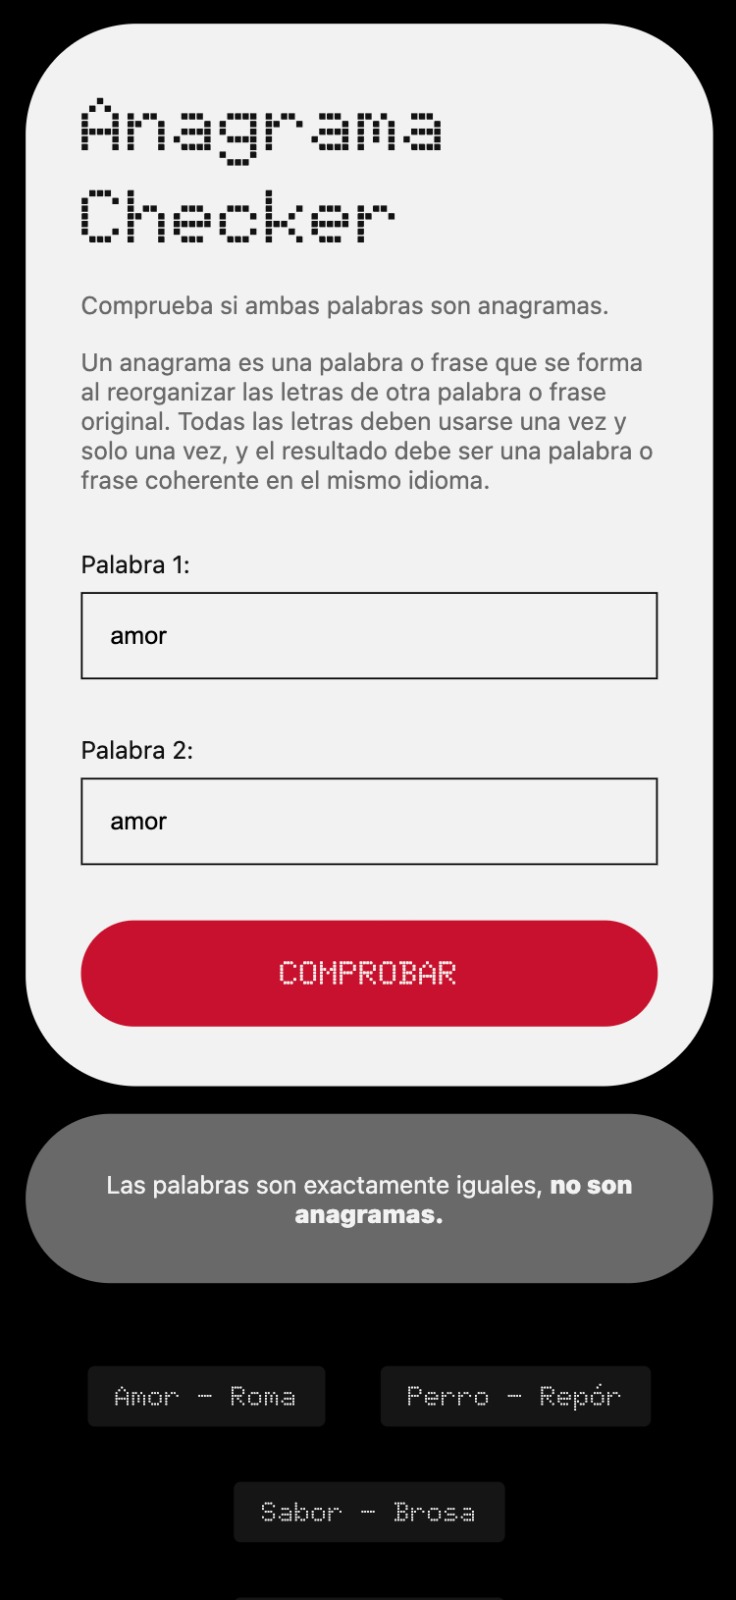 Anagrama
Checker
Comprueba si ambas palabras son anagramas.
Un anagrama es una palabra o frase que se forma
al reorganizar las letras de otra palabra o frase
original. Todas las letras deben usarse una vez y
solo una vez, y el resultado debe ser una palabra o
frase coherente en el mismo idioma.
Palabra 1:
amor
Palabra 2:
amor
COMPROBAR
Las palabras son exactamente iguales, no son
anagramas.
Amor - Roma
Perro - Repór
Sabor - Brosa